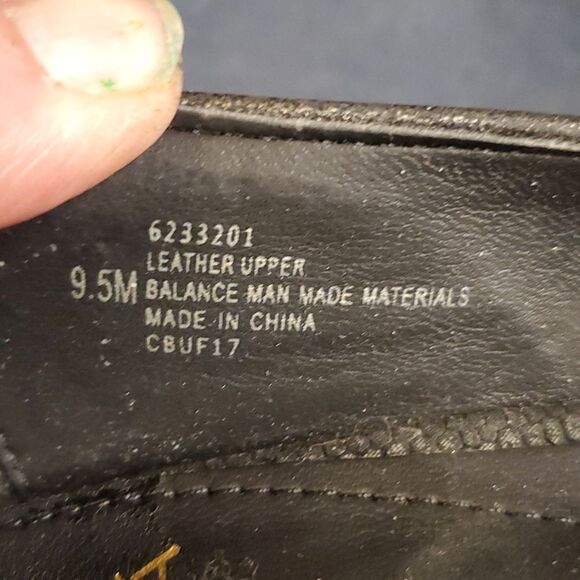 6233201
LEATHER UPPER
9.5M BALANCE MAN MADE MATERIALS
MADE IN CHINA
CBUF17